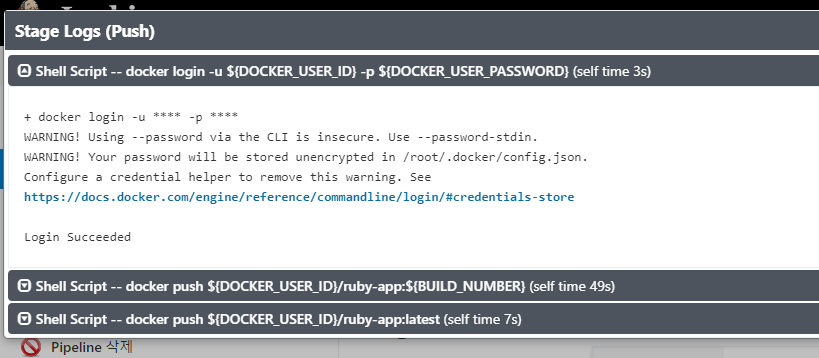 Stage Logs (Push)
Shell Script -- docker login -u ${DOCKER_USER_ID} -p ${DOCKER_USER_PASSWORD} (self time 3s)
+ docker login -u **** -p ****
WARNING! Using --password via the CLI is insecure. Use --password-stdin.
WARNING! Your password will be stored unencrypted in /root/.docker/config.json.
Configure a credential helper to remove this warning. See
https://docs.docker.com/engine/reference/commandline/login/#credentials-store
Login Succeeded
Shell Script -- docker push ${DOCKER_USER_ID}/ruby-app:${BUILD_NUMBER} (self time 49s)
Shell Script -- docker push ${DOCKER_USER_ID}/ruby-app:latest (self time 7s)
Pipeline 삭제